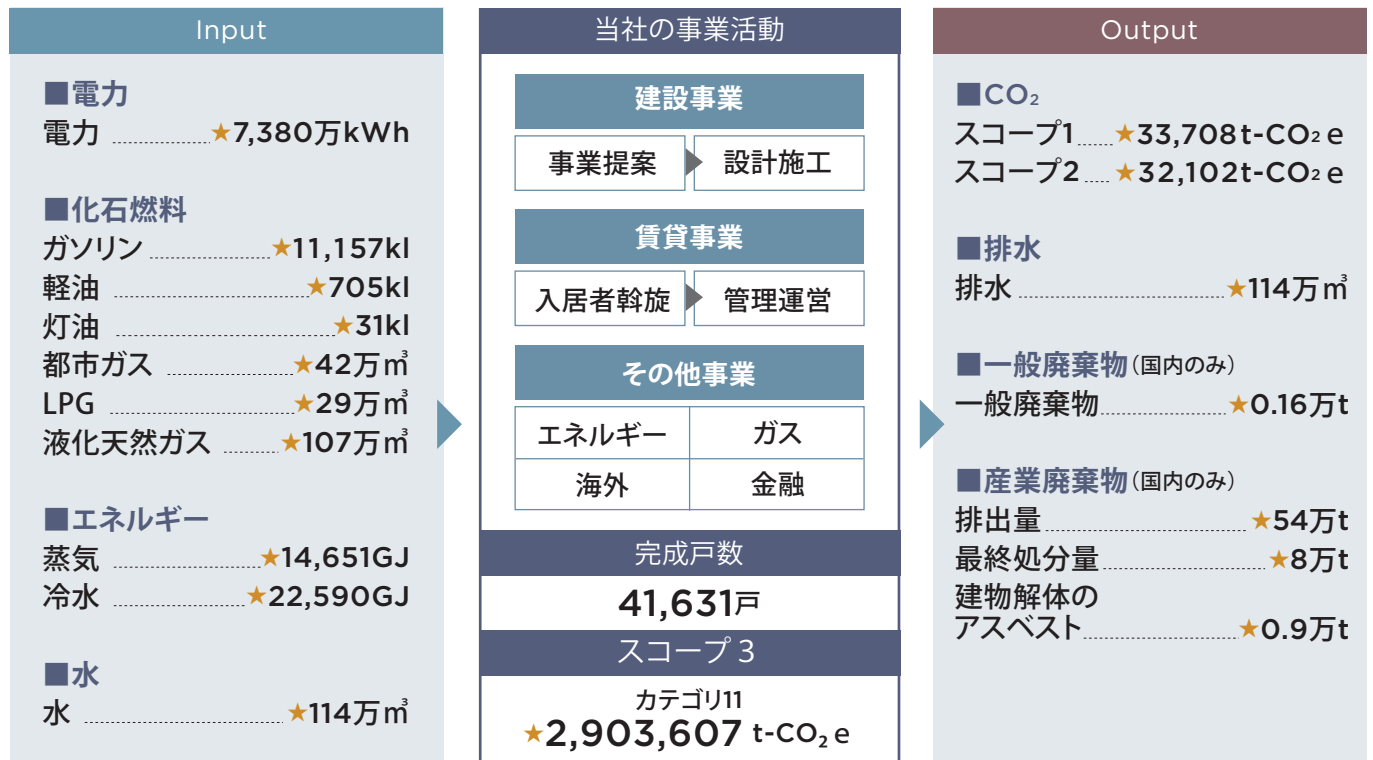 Input
■電力
電力 ★7,380万kWh
■化石燃料
ガソリン ★11,157kl
軽油 ★705kl
灯油 ★31kl
都市ガス ★42万㎥
LPG ★29万㎥
液化天然ガス ★107万㎥
■エネルギー
蒸気 ★14,651GJ
冷水 ★22,590GJ
■水
水 ★114万㎥
当社の事業活動
建設事業
事業提案 ▶ 設計施工
賃貸事業
入居者斡旋 ▶ 管理運営
その他事業
エネルギー ガス
海外 金融
完成戸数
41,631戸
スコープ3
カテゴリ11
★2,903,607 t-CO₂e
Output
■CO₂
スコープ1 ★33,708t-CO₂e
スコープ2 ★32,102t-CO₂e
■排水
排水 ★114万㎥
■一般廃棄物(国内のみ)
一般廃棄物 ★0.16万t
■産業廃棄物(国内のみ)
排出量 ★54万t
最終処分量 ★8万t
建物解体の
アスベスト ★0.9万t